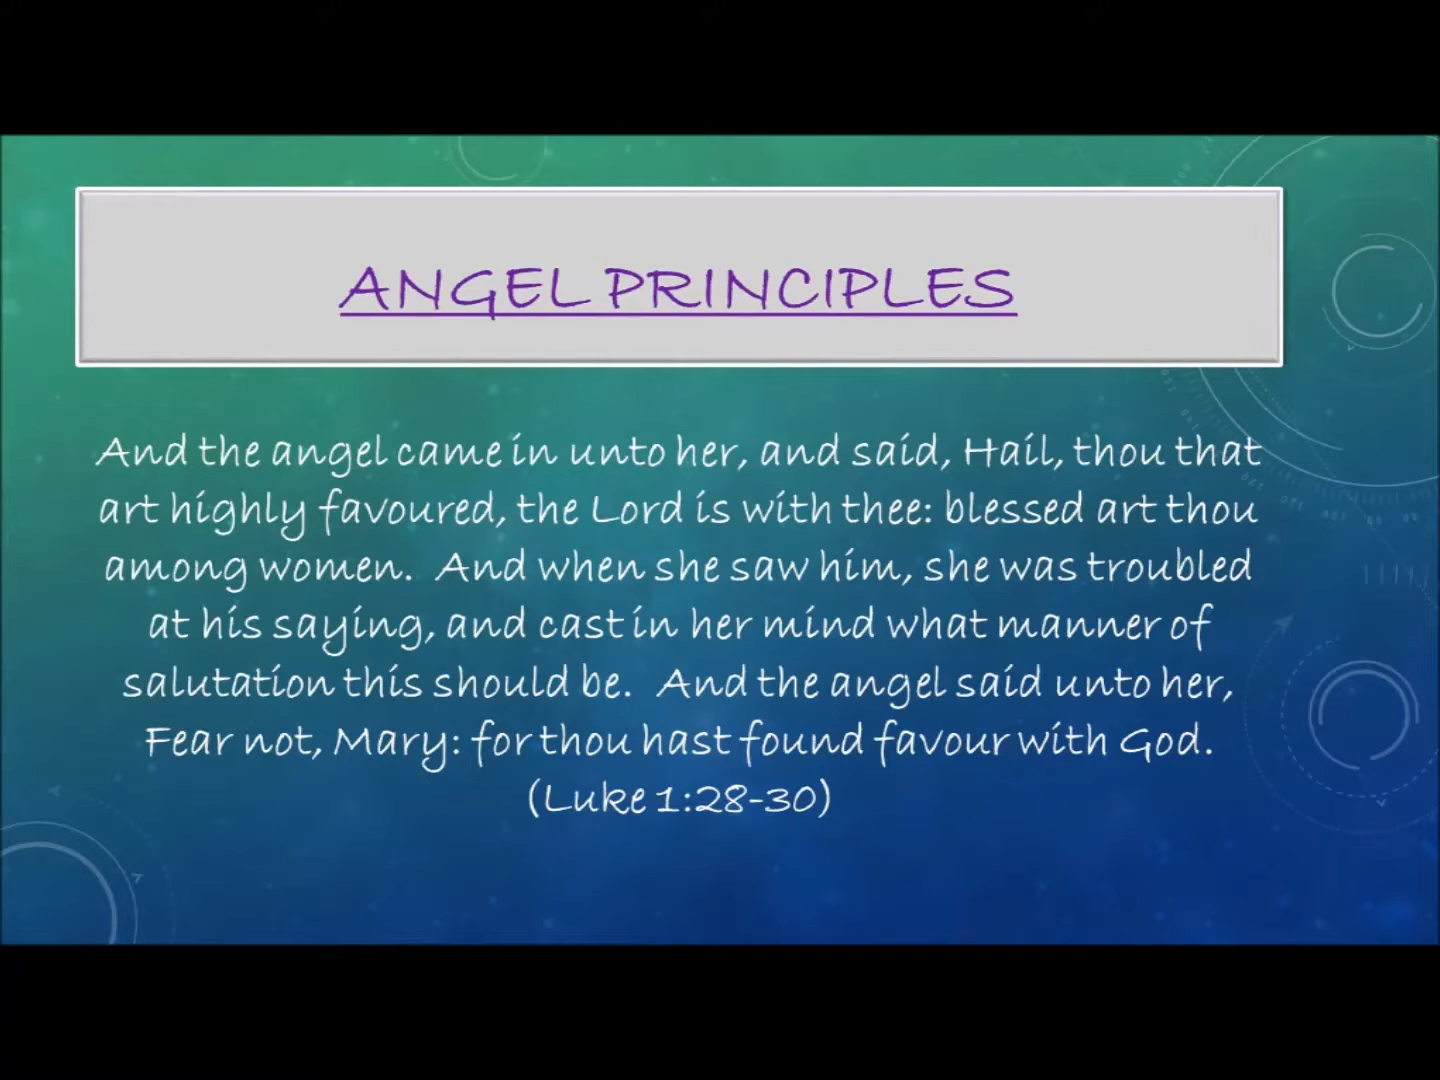 ANGEL PRINCIPLES
And the angel came in unto her, and said, Hail, thou that
art highly favoured, the Lord is with thee: blessed art thou
among women. And when she saw him, she was troubled
at his saying, and cast in her mind what manner of
salutation this should be. And the angel said unto her,
Fear not, Mary: for thou hast found favour with God.
(Luke 1:28-30)